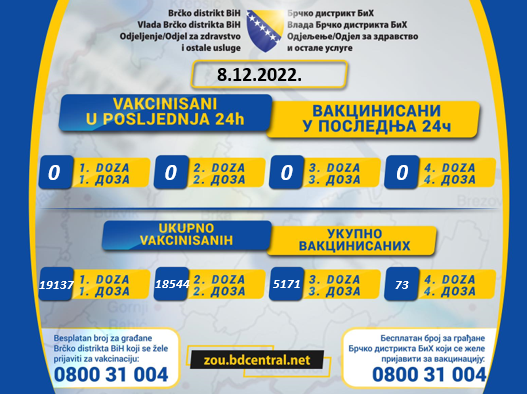 Brčko distrikt BiH
Vlada Brčko distrikta BiH
Odjeljenje/Odjel za zdravstvo
i ostale usluge
Брчко дистрикт БиХ
Влада Брчко дистрикта БиХ
Одјељење/Одјел за здравство
и остале услуге
8.12.2022.
VAKCINISANI
U POSLJEDNJA 24h
ВАКЦИНИСАНИ
У ПОСЛЕДЊА 24ч
0 1. DOZA
1. ДОЗА
0 2. DOZA
2. ДОЗА
0 3. DOZA
3. ДОЗА
0 4. DOZA
4. ДОЗА
UKUPNO
VAKCINISANIH
УКУПНО
ВАКЦИНИСАНИХ
19137 1. DOZA
1. ДОЗА
18544 2. DOZA
2. ДОЗА
5171 3. DOZA
3. ДОЗА
73 4. DOZA
4. ДОЗА
Besplatan broj za građane
Brčko distrikta BiH koji se žele
prijaviti za vakcinaciju:
0800 31 004
zou.bdcentral.net
Бесплатан број за грађане
Брчко дистрикта БиХ који се желе
пријавити за вакцинацију:
0800 31 004